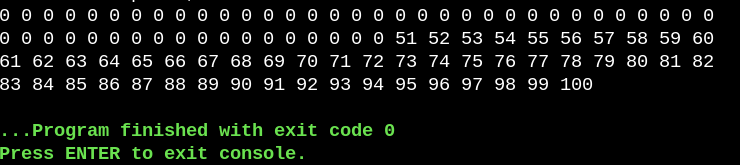 0 0 0 0 0 0 0 0 0 0 0 0 0 0 0 0 0 0 0 0 0 0 0 0 0 0 0 0 0 0 0 0 0
0 0 0 0 0 0 0 0 0 0 0 0 0 0 0 0 0 0 51 52 53 54 55 56 57 58 59 60
61 62 63 64 65 66 67 68 69 70 71 72 73 74 75 76 77 78 79 80 81 82
83 84 85 86 87 88 89 90 91 92 93 94 95 96 97 98 99 100
...Program finished with exit code 0
Press ENTER to exit console.